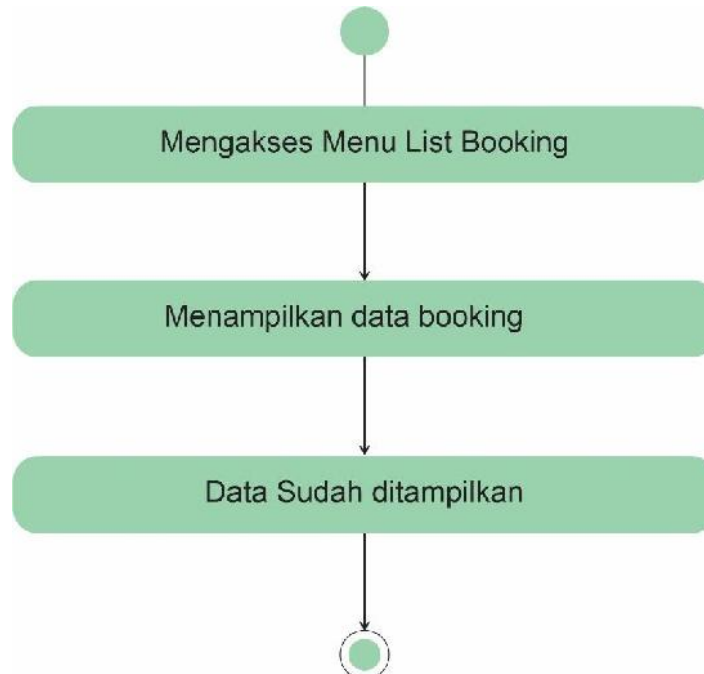 Mengakses Menu List Booking
Menampilkan data booking
Data Sudah ditampilkan